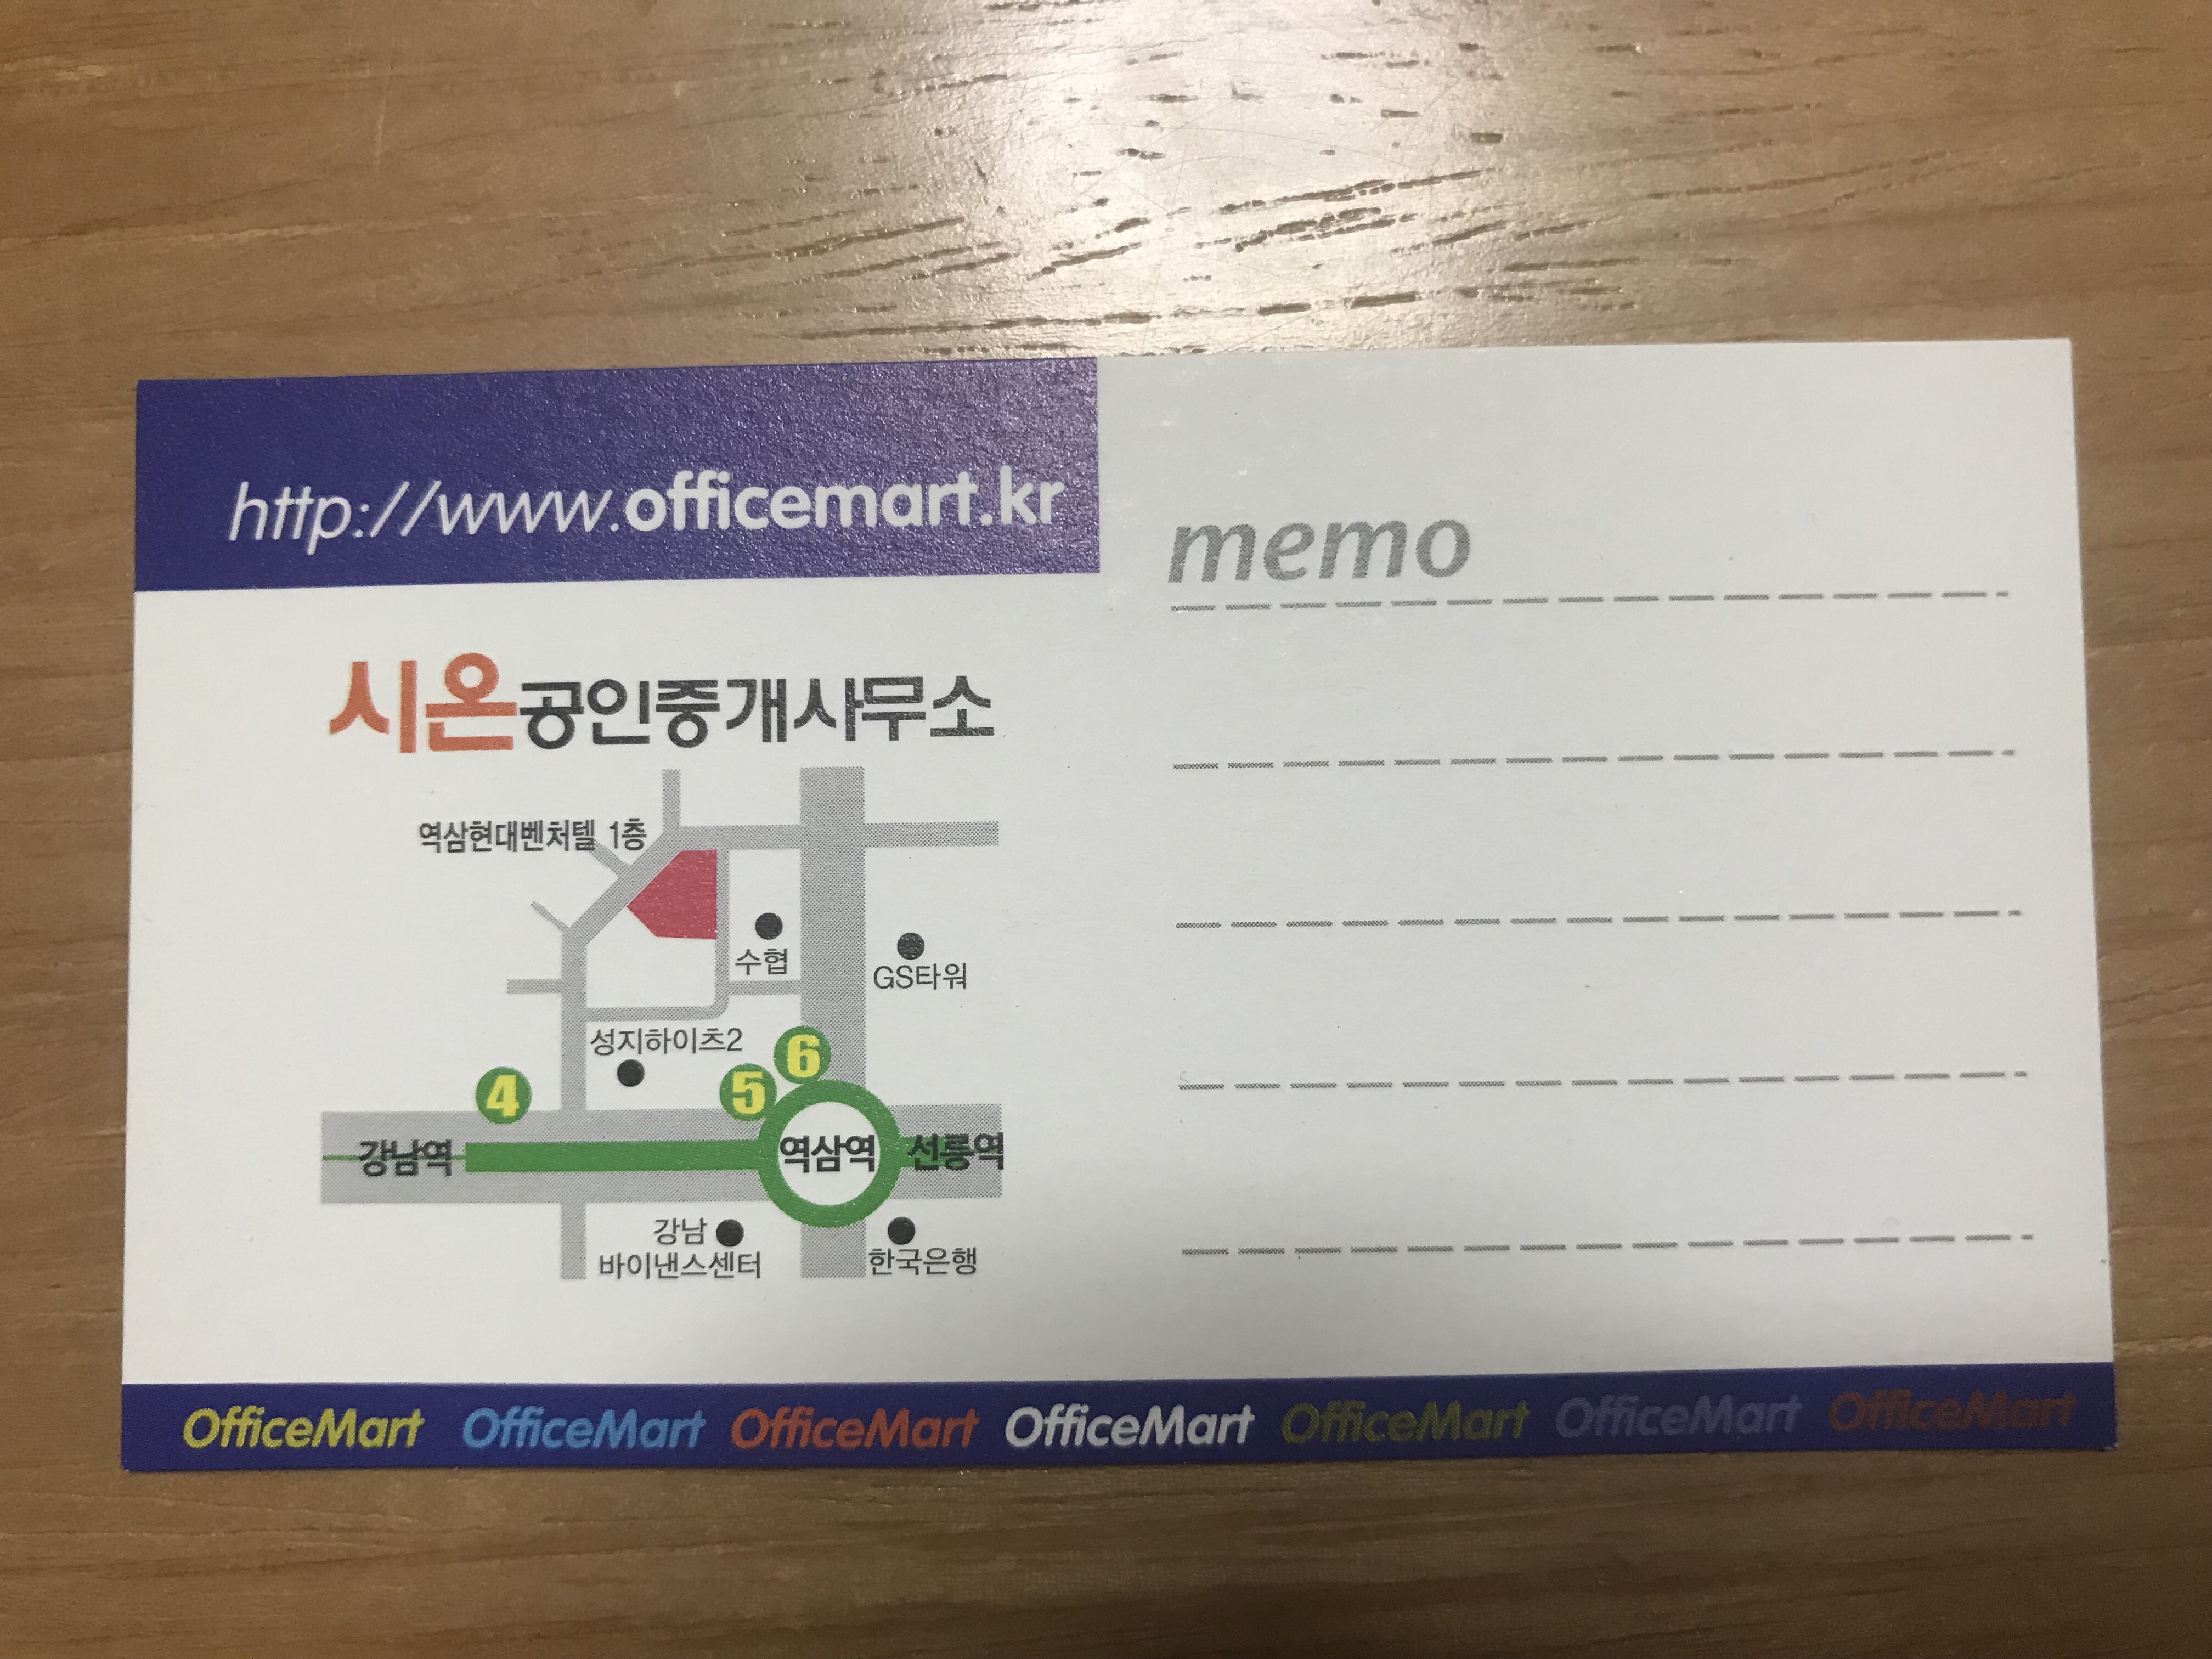 http://www.officemart.kr
memo
시온공인중개사무소
역삼현대벤처텔 1층
수협
GS타워
성지하이츠2
6
5
4
강남역
역삼역
선릉역
강남
바이낸스센터
한국은행
OfficeMart OfficeMart OfficeMart OfficeMart OfficeMart OfficeMart OfficeMart